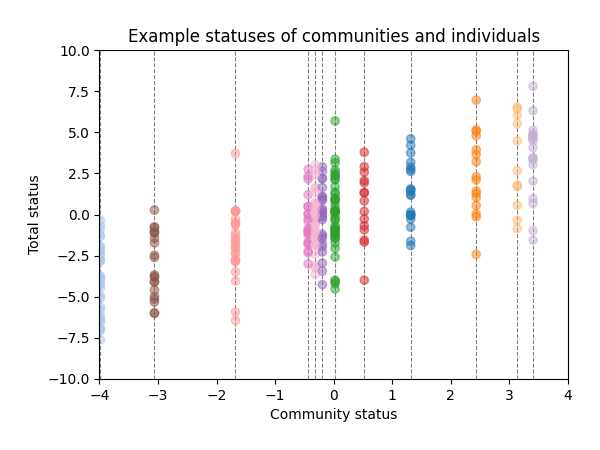 Example statuses of communities and individuals
10.0
7.5
5.0
2.5
0.0
−2.5
−5.0
−7.5
−10.0
Total status
−4 −3 −2 −1 0 1 2 3 4
Community status